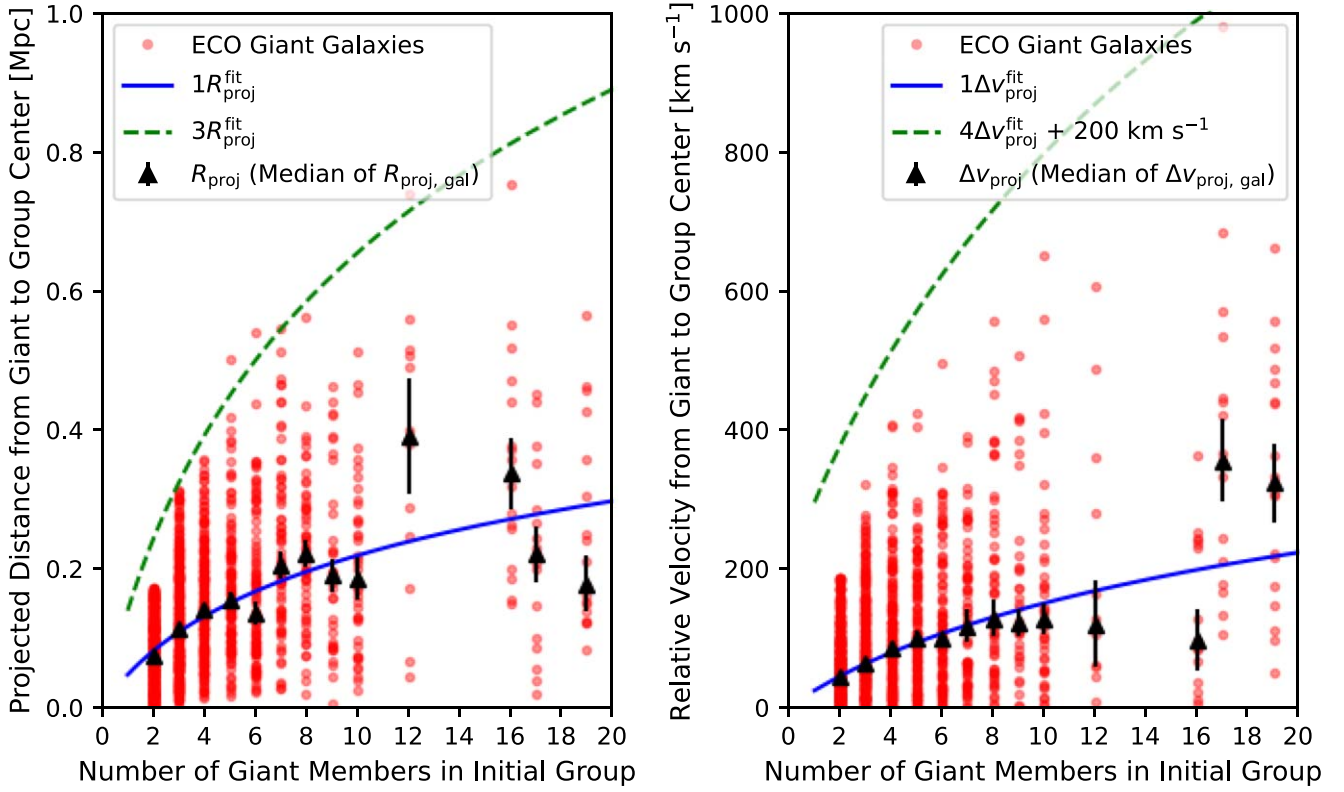 Projected Distance from Giant to Group Center [Mpc]
1.0
0.8
0.6
0.4
0.2
0.0
ECO Giant Galaxies
1R^fit_proj
3R^fit_proj
R_proj (Median of R_proj, gal)
0 2 4 6 8 10 12 14 16 18 20
Number of Giant Members in Initial Group
Relative Velocity from Giant to Group Center [km s⁻¹]
1000
800
600
400
200
0
ECO Giant Galaxies
1Δv^fit_proj
4Δv^fit_proj + 200 km s⁻¹
Δv_proj (Median of Δv_proj, gal)
0 2 4 6 8 10 12 14 16 18 20
Number of Giant Members in Initial Group